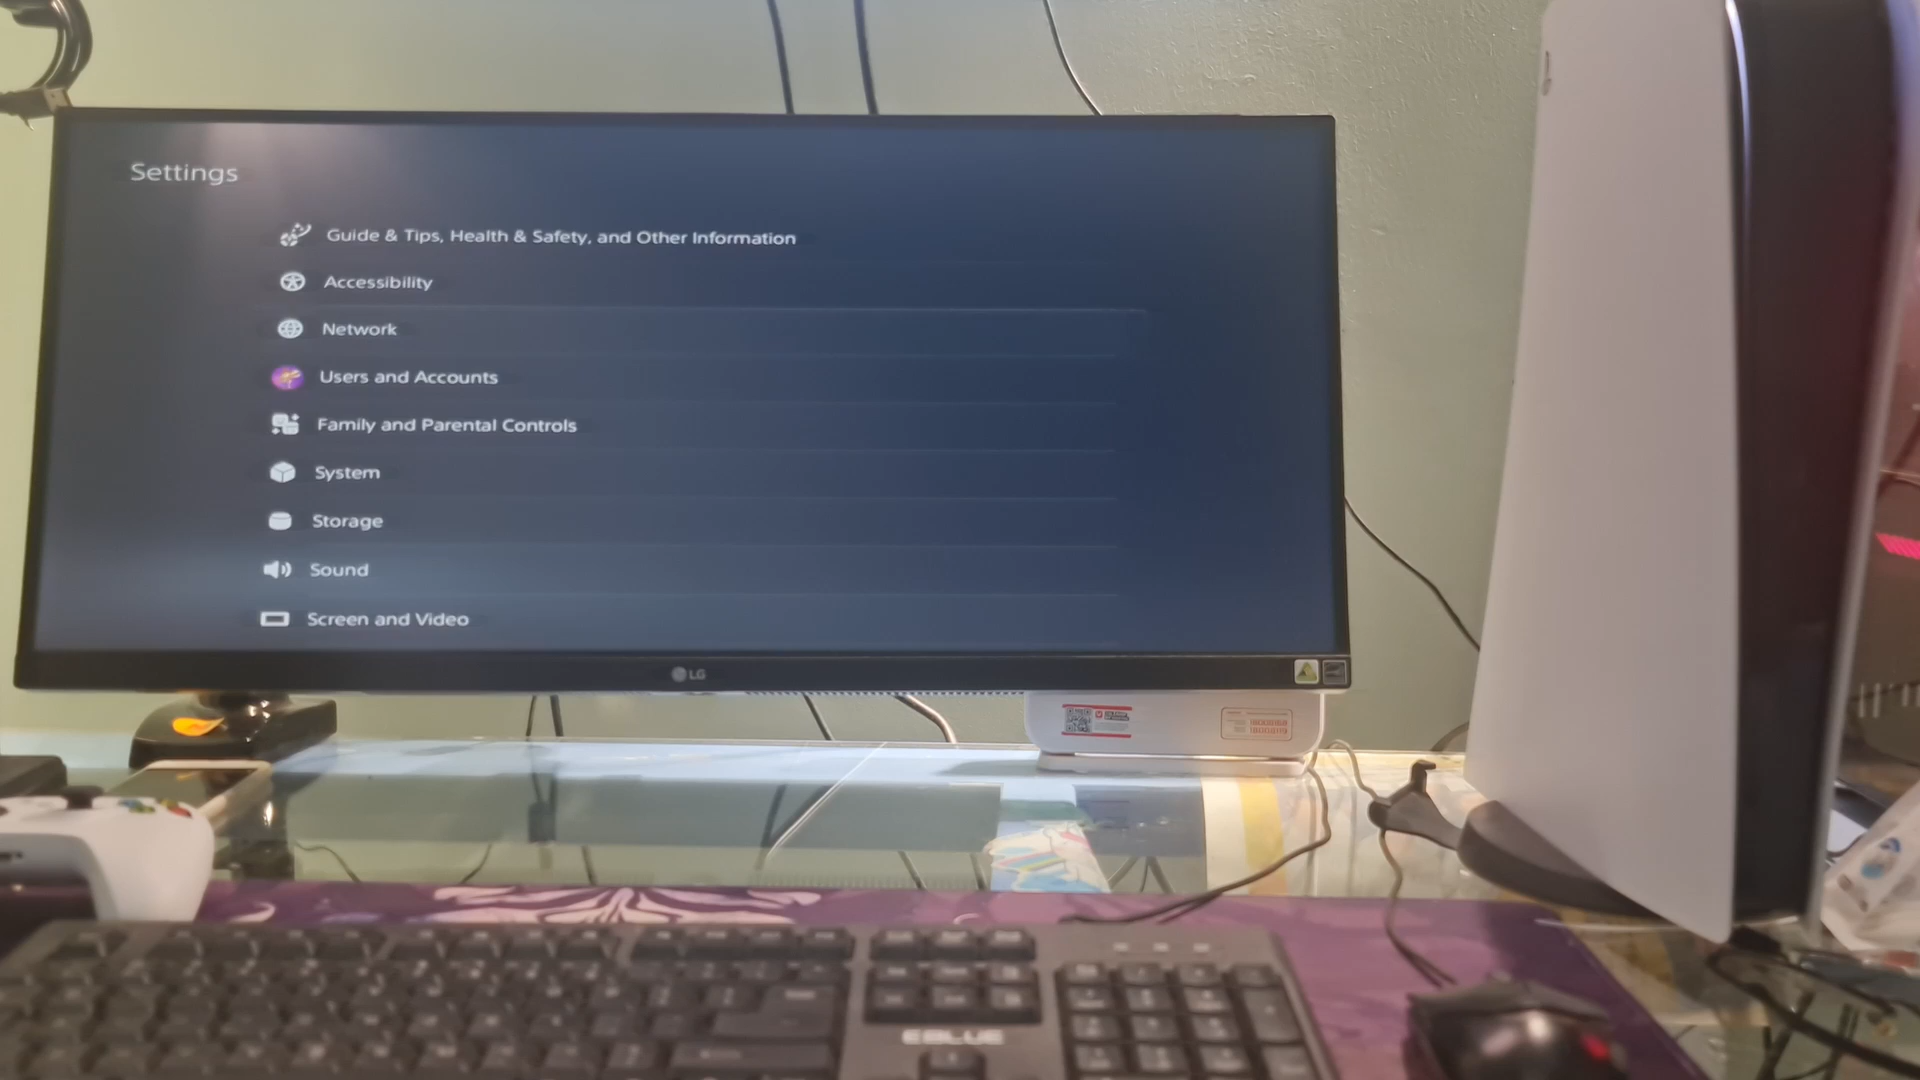 Settings
Guide & Tips, Health & Safety, and Other Information
Accessibility
Network
Users and Accounts
Family and Parental Controls
System
Storage
Sound
Screen and Video
LG
EBLUE